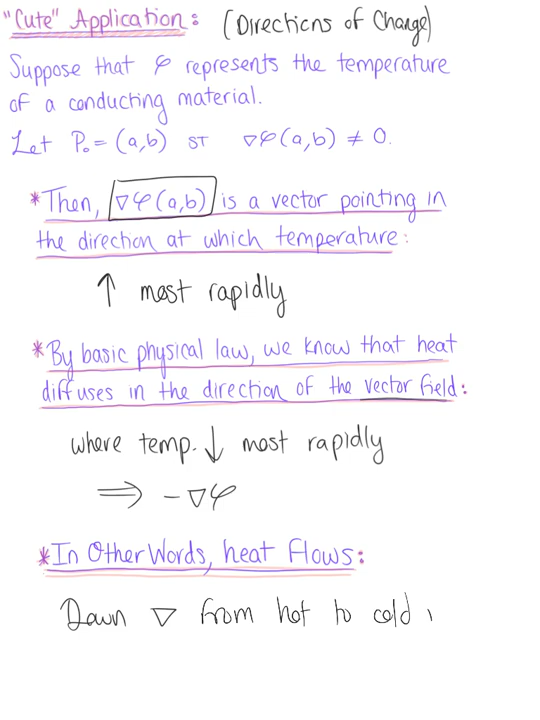 "Cute" Application: (Directions of Change)
Suppose that φ represents the temperature
of a conducting material.
Let P₀ = (a,b) ST ∇φ(a,b) ≠ 0.
*Then, ∇φ(a,b) is a vector pointing in
the direction at which temperature:
↑ most rapidly
*By basic physical law, we know that heat
diffuses in the direction of the vector field:
where temp. ↓ most rapidly
⇒ -∇φ
*In Other Words, heat Flows:
Down ∇ from hot to cold